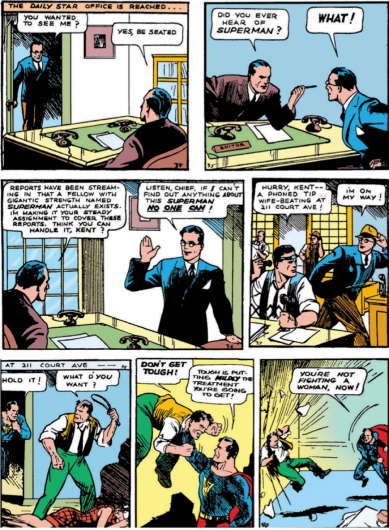 THE DAILY STAR OFFICE IS REACHED...
YOU WANTED
TO SEE ME?
YES, BE SEATED
DID YOU EVER
HEAR OF
SUPERMAN?
WHAT!
EDITOR
REPORTS HAVE BEEN STREAM-
ING IN THAT A FELLOW WITH
GIGANTIC STRENGTH NAMED
SUPERMAN ACTUALLY EXISTS.
I'M MAKING IT YOUR STEADY
ASSIGNMENT TO COVER THESE
REPORTS. THINK YOU CAN
HANDLE IT, KENT?
LISTEN, CHIEF, IF I CAN'T
FIND OUT ANYTHING ABOUT
THIS SUPERMAN
NO ONE CAN!
HURRY, KENT--
A PHONED TIP...
WIFE-BEATING AT
211 COURT AVE!
I'M ON
MY WAY!
AT 211 COURT AVE ----
HOLD IT!
WHAT D'YOU
WANT?
DON'T GET
TOUGH!
TOUGH IS PUT-
TING MILDLY THE
TREATMENT
YOU'RE GOING
TO GET!
YOU'RE NOT
FIGHTING A
WOMAN, NOW!